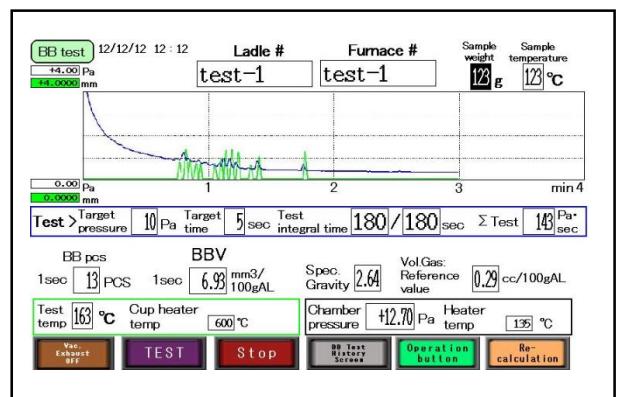 BB test 12/12/12 12:12 Ladle # Furnace # Sample weight Sample temperature
+4.00 Pa test-1 test-1 123 g 123 °C
+4.0000 mm
0.00 Pa 1 2 3 min 4
0.0000 mm
Test > Target pressure 10 Pa Target time 5 sec Test integral time 180 / 180 sec Σ Test 143 Pa・sec
BB pcs BBV
1sec 13 PCS 1sec 6.93 mm3/100gAL Spec. Gravity 2.64 Vol.Gas: Reference value 0.29 cc/100gAL
Test temp 163 °C Cup heater temp 600 °C Chamber pressure +12.70 Pa Heater temp 135 °C
Vac. Exhaust OFF TEST Stop BB Test History Screen Operation button Re-calculation